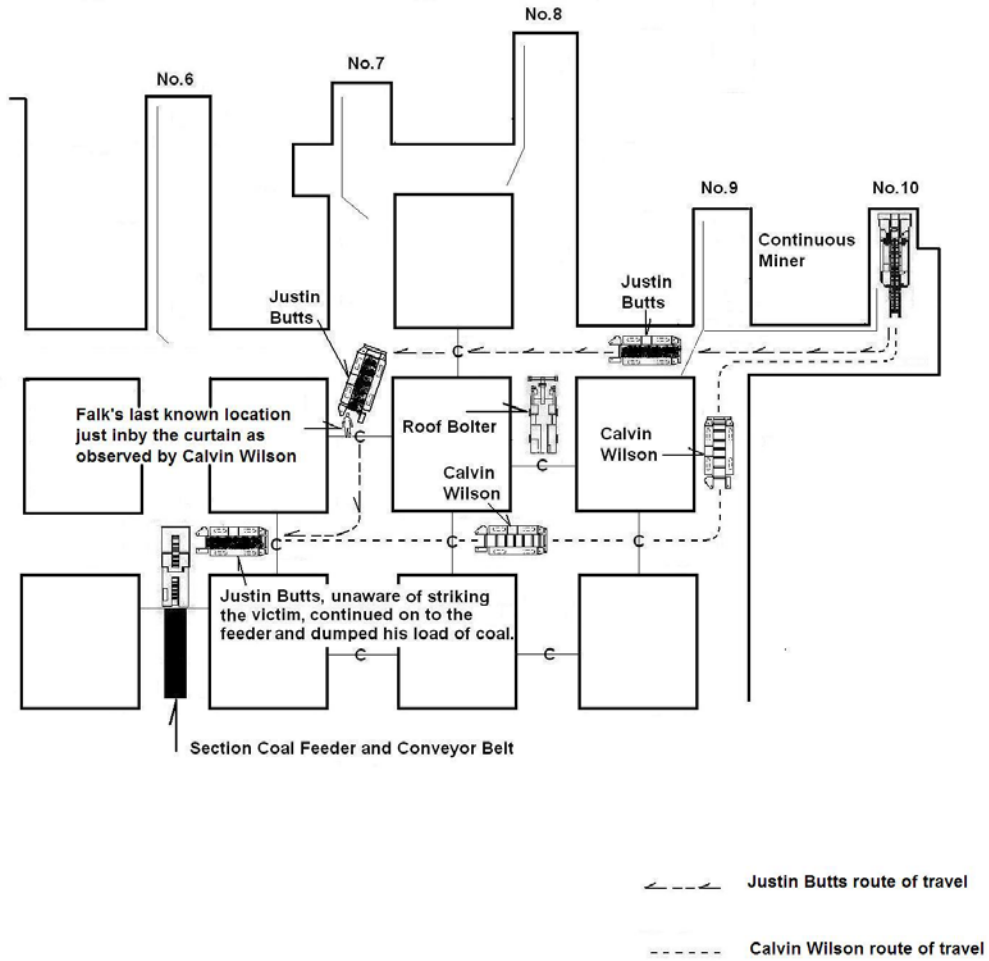 No.8
No.7
No.6
No.9
No.10
Continuous
Miner
Justin
Butts
Justin
Butts
Falk's last known location
just inby the curtain as
observed by Calvin Wilson
Roof Bolter
Calvin
Wilson
Calvin
Wilson
C
C
C
C
C
C
Justin Butts, unaware of striking
the victim, continued on to the
feeder and dumped his load of coal.
C
C
Section Coal Feeder and Conveyor Belt
Justin Butts route of travel
Calvin Wilson route of travel